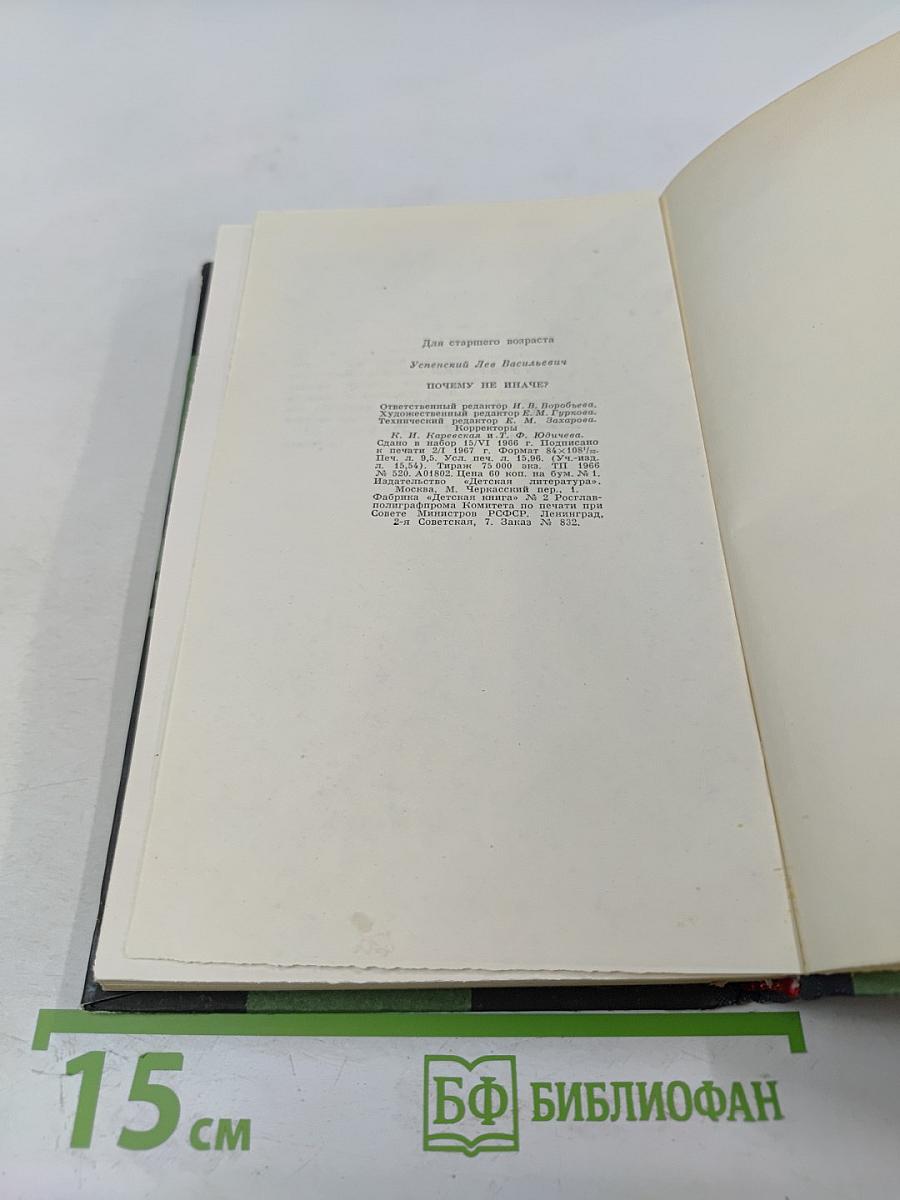 Для старшего возраста
Успенский Лев Васильевич
ПОЧЕМУ НЕ ИНАЧЕ?
Ответственный редактор И. В. Воробьева.
Художественный редактор Е. М. Гуркова.
Технический редактор Е. М. Захарова.
Корректоры
К. И. Каревская и Т. Ф. Юдичева.
Сдано в набор 15/VI 1966 г. Подписано
к печати 2/I 1967 г. Формат 84×108¹/₃₂.
Печ. л. 9,5. Усл. печ. л. 15,96. (Уч.-изд.
л. 15,54). Тираж 75 000 экз. ТП 1966
№ 520. А01802. Цена 60 коп. на бум. № 1.
Издательство «Детская литература».
Москва, М. Черкасский пер., 1.
Фабрика «Детская книга» № 2 Росглав-
полиграфпрома Комитета по печати при
Совете Министров РСФСР. Ленинград,
2-я Советская, 7. Заказ № 832.
15 см
БФ БИБЛИОФАН